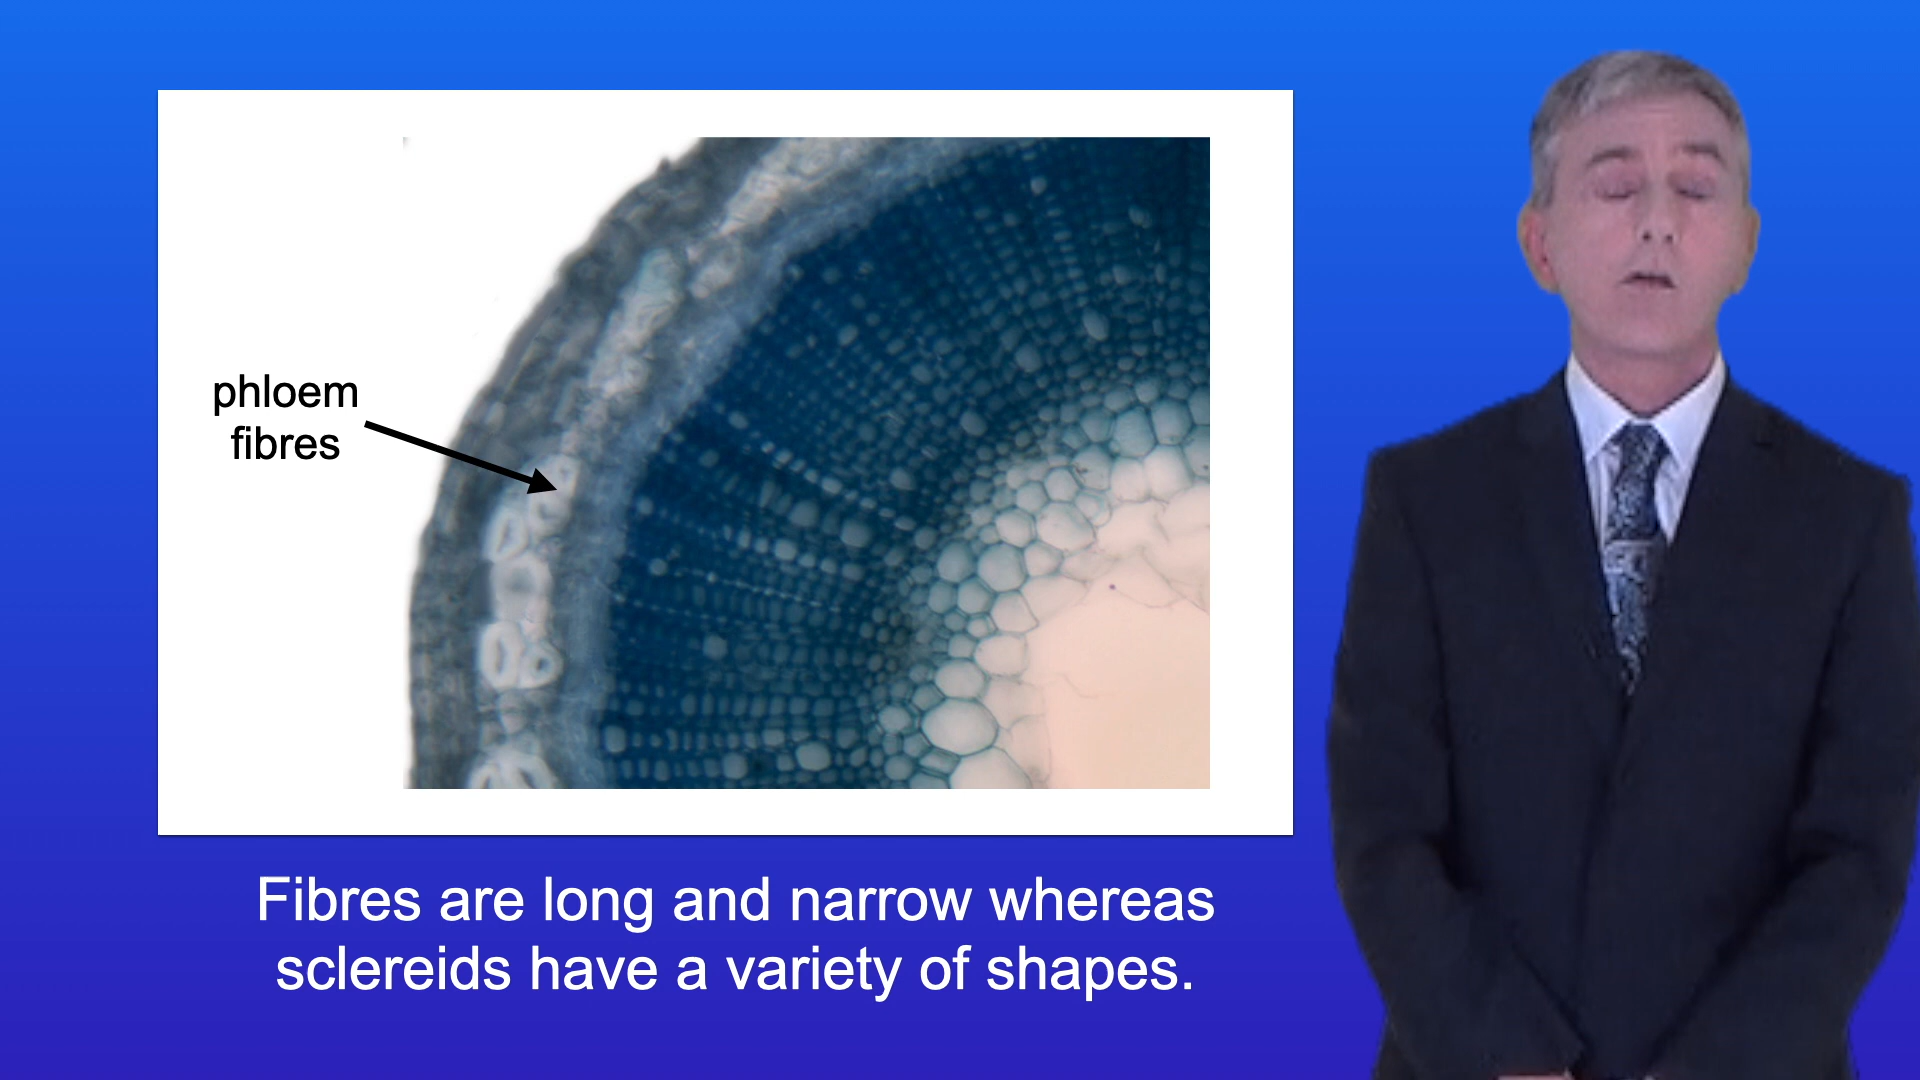 phloem
fibres
Fibres are long and narrow whereas
sclereids have a variety of shapes.